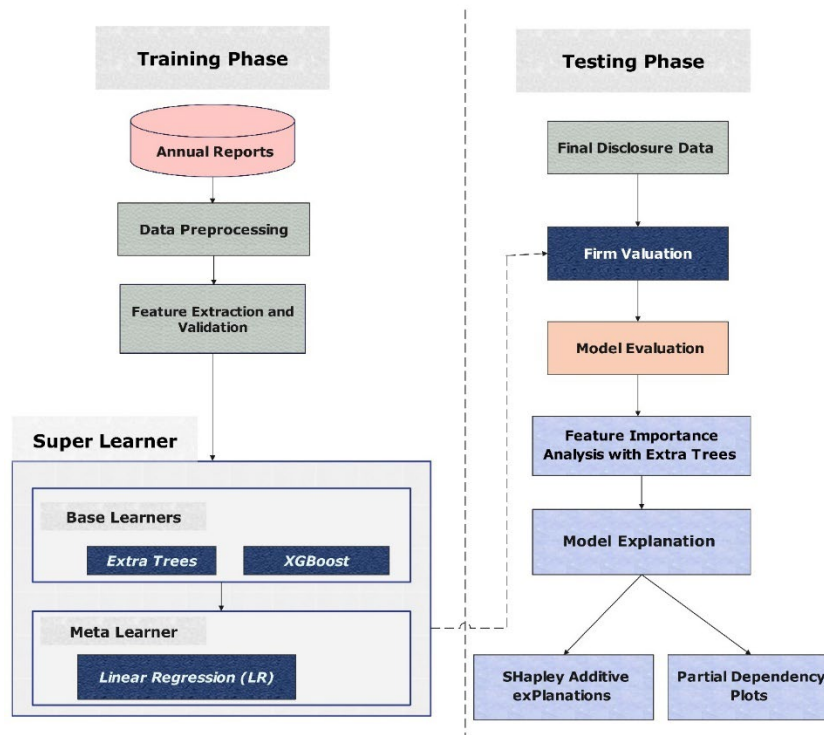 Training Phase
Annual Reports
Data Preprocessing
Feature Extraction and
Validation
Super Learner
Base Learners
Extra Trees
XGBoost
Meta Learner
Linear Regression (LR)
Testing Phase
Final Disclosure Data
Firm Valuation
Model Evaluation
Feature Importance
Analysis with Extra Trees
Model Explanation
SHapley Additive
exPlanations
Partial Dependency
Plots